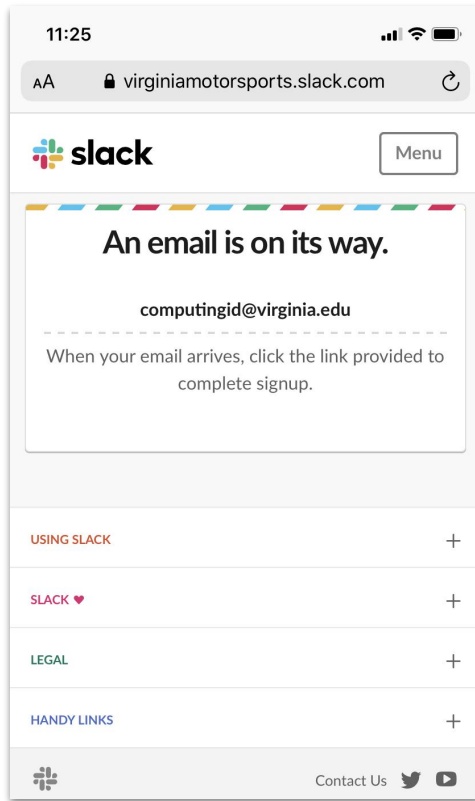 11:25
AA virginiamotorsports.slack.com
slack
Menu
An email is on its way.
computingid@virginia.edu
When your email arrives, click the link provided to
complete signup.
USING SLACK +
SLACK ♥ +
LEGAL +
HANDY LINKS +
Contact Us